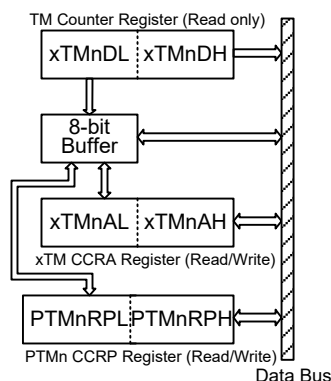 TM Counter Register (Read only)
xTMnDL xTMnDH
8-bit
Buffer
xTMnAL xTMnAH
xTM CCRA Register (Read/Write)
PTMnRPL PTMnRPH
PTMn CCRP Register (Read/Write)
Data Bus